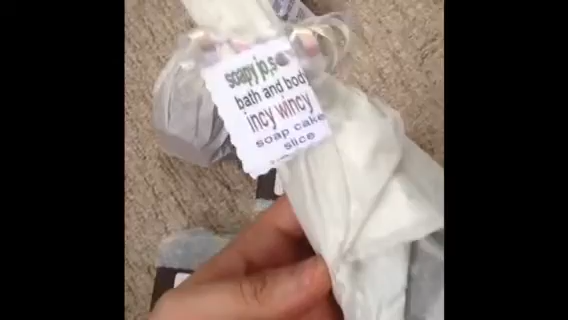 soapy jo,s
bath and body
incy wincy
soap cake
slice